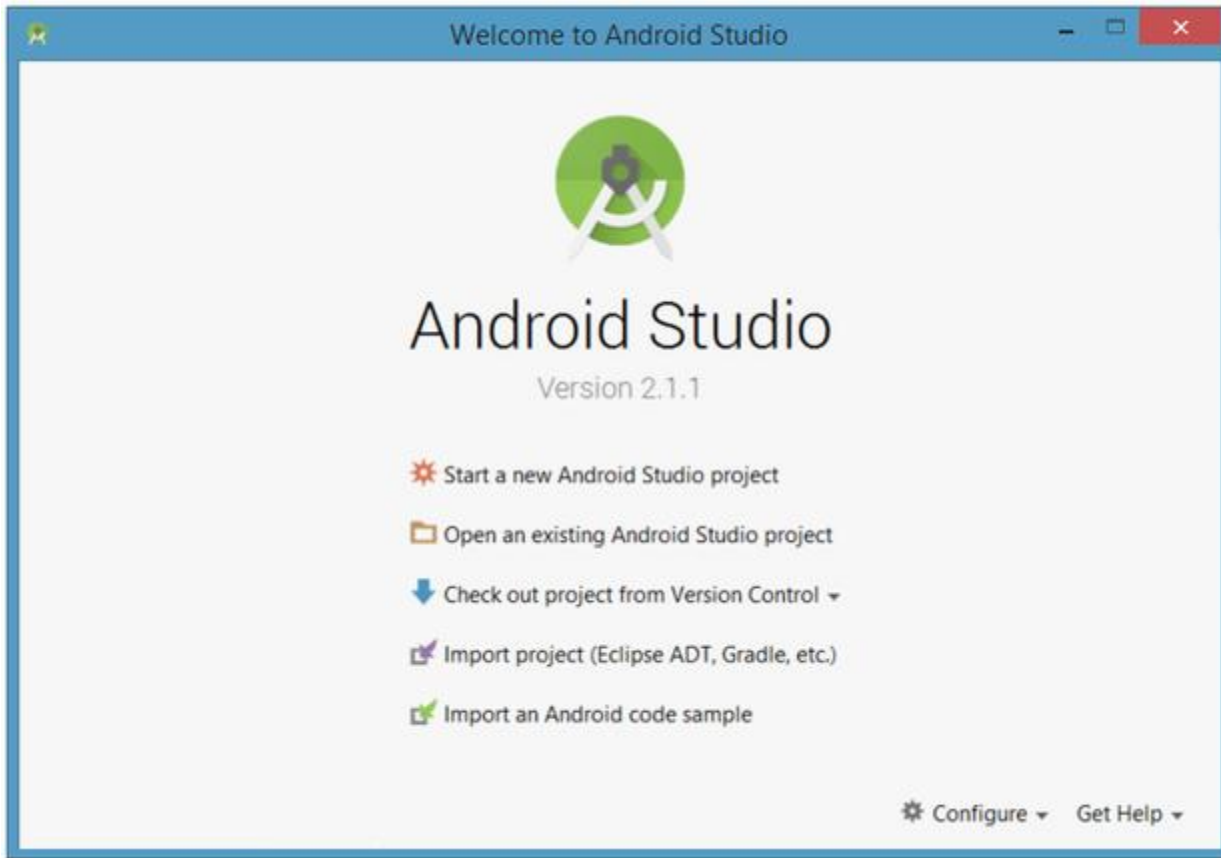 Welcome to Android Studio
Android Studio
Version 2.1.1
Start a new Android Studio project
Open an existing Android Studio project
Check out project from Version Control
Import project (Eclipse ADT, Gradle, etc.)
Import an Android code sample
Configure Get Help